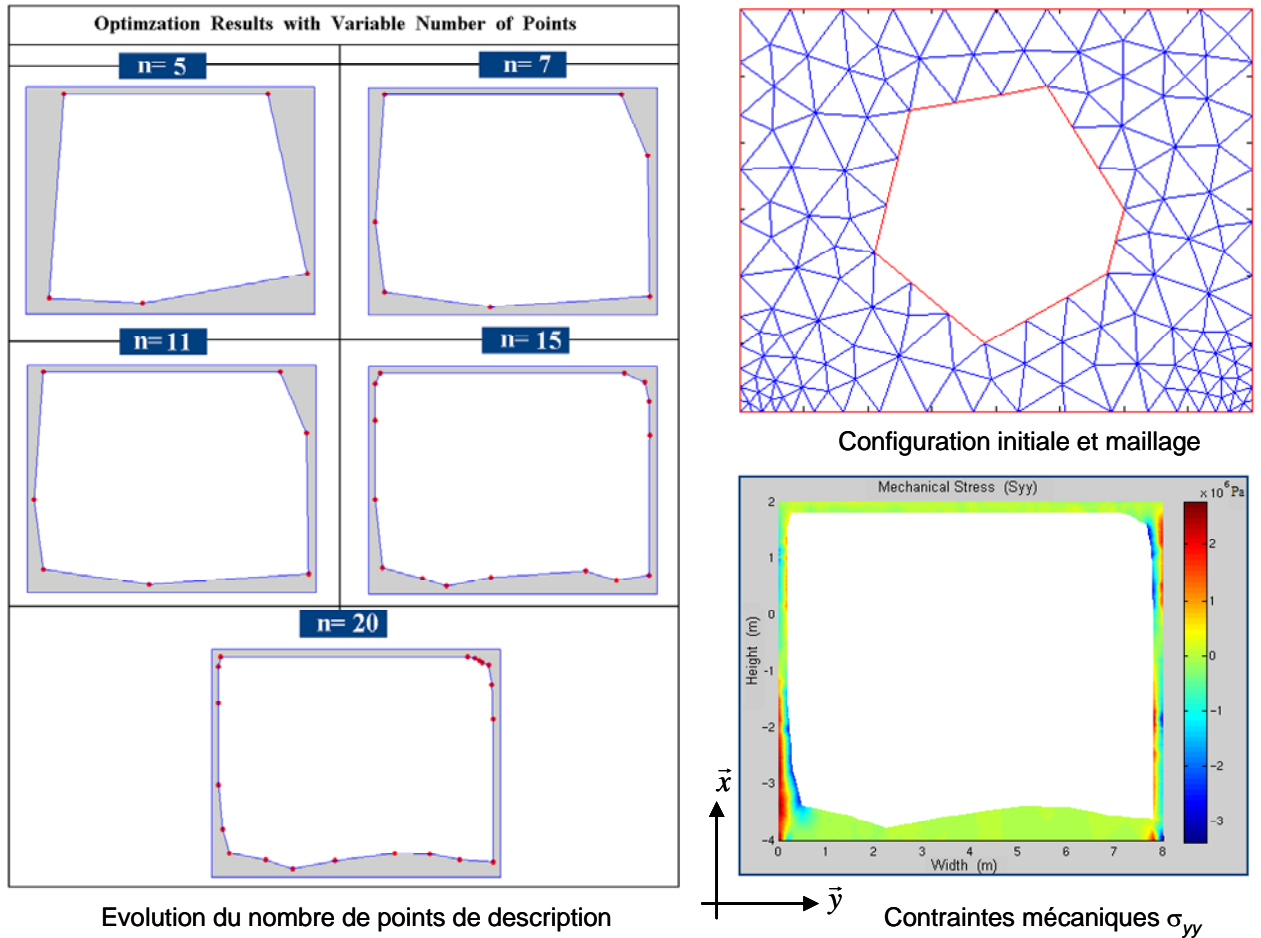 Optimzation Results with Variable Number of Points
n= 5
n= 7
n= 11
n= 15
n= 20
Evolution du nombre de points de description
Configuration initiale et maillage
Mechanical Stress (Syy)
x 10^6 Pa
2
1
0
-1
-2
-3
-4
Height (m)
0 1 2 3 4 5 6 7 8
Width (m)
2
1
0
-1
-2
-3
x⃗
y⃗
Contraintes mécaniques σyy